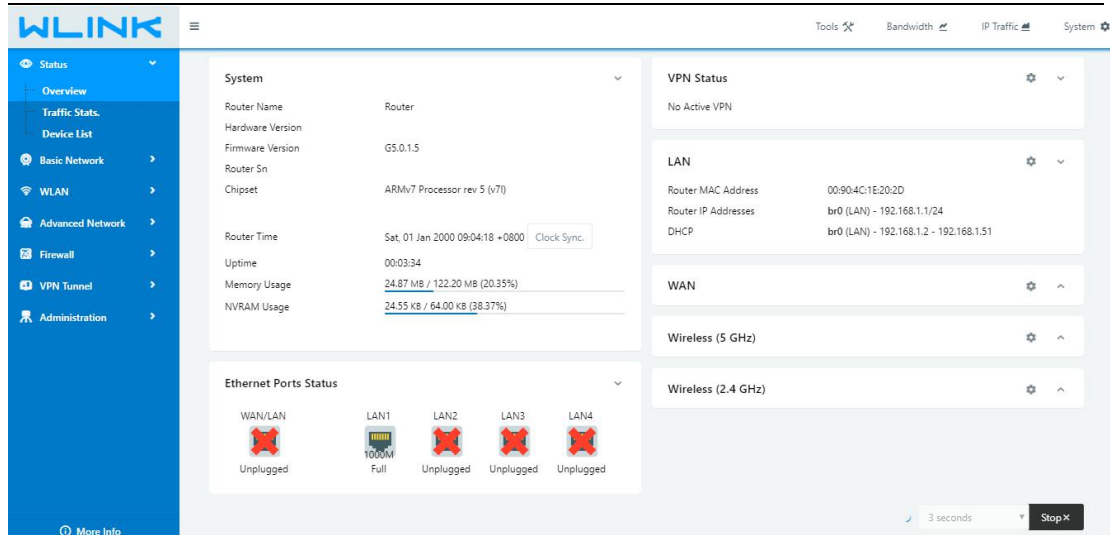 WLINK
Tools
Bandwidth
IP Traffic
System
Status
Overview
Traffic Stats.
Device List
Basic Network
WLAN
Advanced Network
Firewall
VPN Tunnel
Administration
More Info
System
Router Name Router
Hardware Version
Firmware Version G5.0.1.5
Router Sn
Chipset ARMv7 Processor rev 5 (v7l)
Router Time Sat, 01 Jan 2000 09:04:18 +0800 Clock Sync.
Uptime 00:03:34
Memory Usage 24.87 MB / 122.20 MB (20.35%)
NVRAM Usage 24.55 KB / 64.00 KB (38.37%)
Ethernet Ports Status
WAN/LAN LAN1 LAN2 LAN3 LAN4
1000M
Unplugged Full Unplugged Unplugged Unplugged
VPN Status
No Active VPN
LAN
Router MAC Address 00:90:4C:1E:20:2D
Router IP Addresses br0 (LAN) - 192.168.1.1/24
DHCP br0 (LAN) - 192.168.1.2 - 192.168.1.51
WAN
Wireless (5 GHz)
Wireless (2.4 GHz)
3 seconds Stop